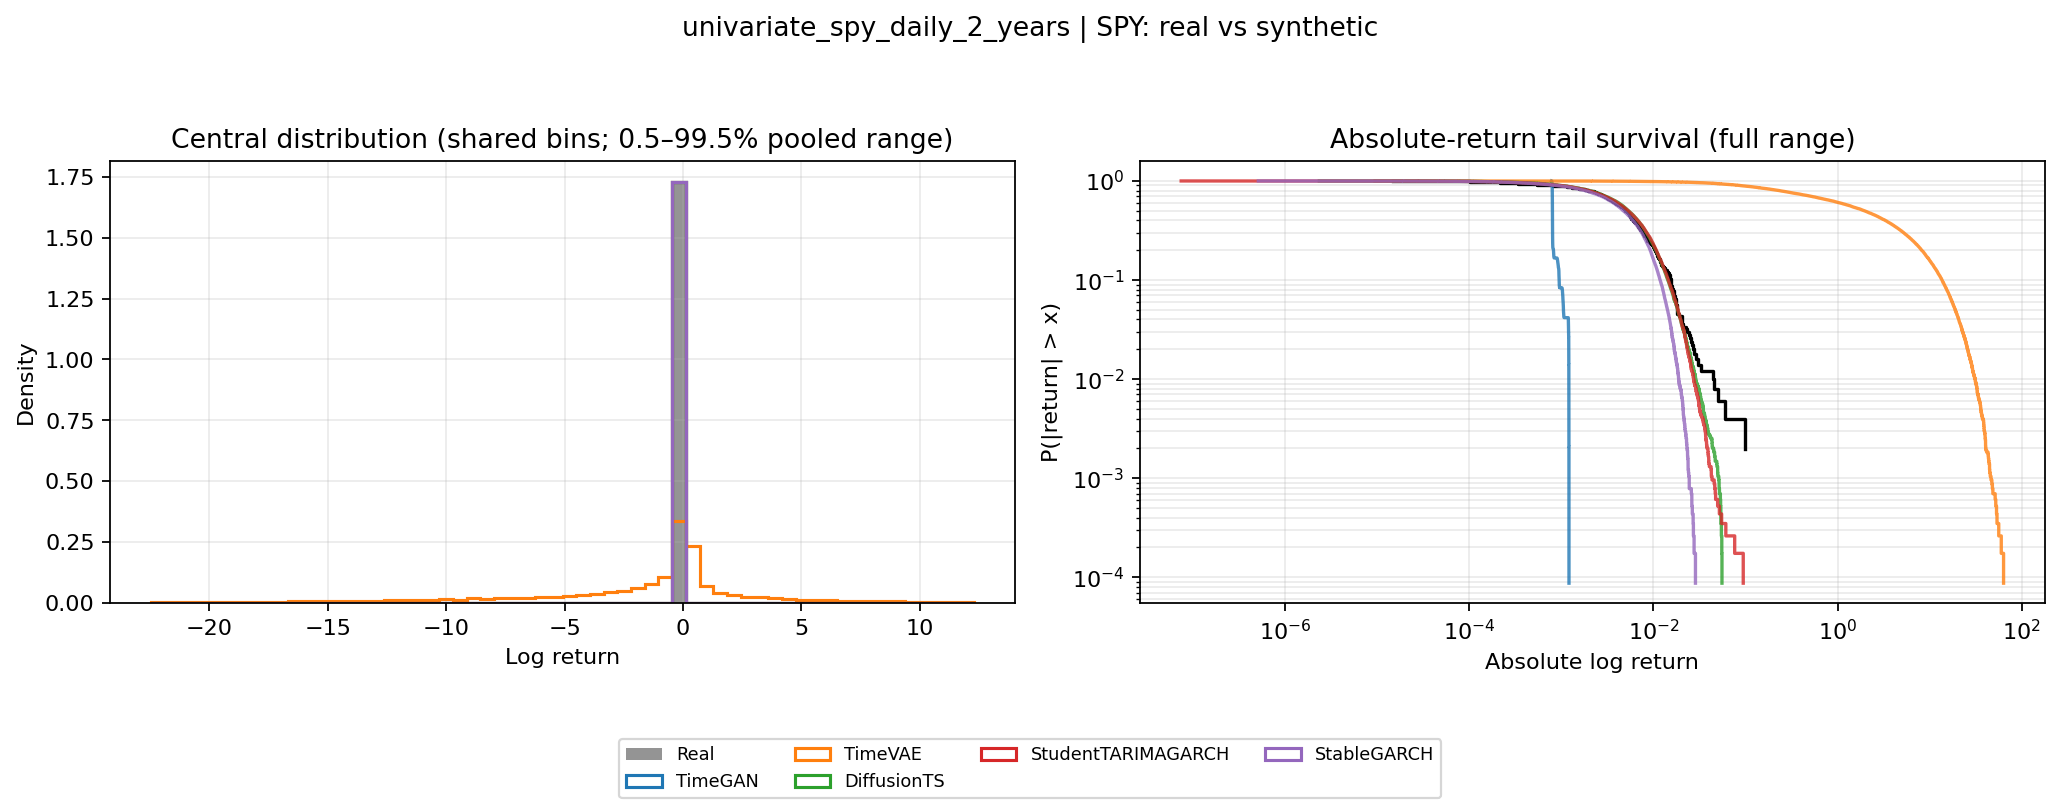 univariate_spy_daily_2_years | SPY: real vs synthetic
Central distribution (shared bins; 0.5–99.5% pooled range)
Density
1.75
1.50
1.25
1.00
0.75
0.50
0.25
0.00
−20
−15
−10
−5
0
5
10
Log return
Absolute-return tail survival (full range)
P(|return| > x)
10⁰
10⁻¹
10⁻²
10⁻³
10⁻⁴
10⁻⁶
10⁻⁴
10⁻²
10⁰
10²
Absolute log return
Real
TimeGAN
TimeVAE
DiffusionTS
StudentTARIMAGARCH
StableGARCH